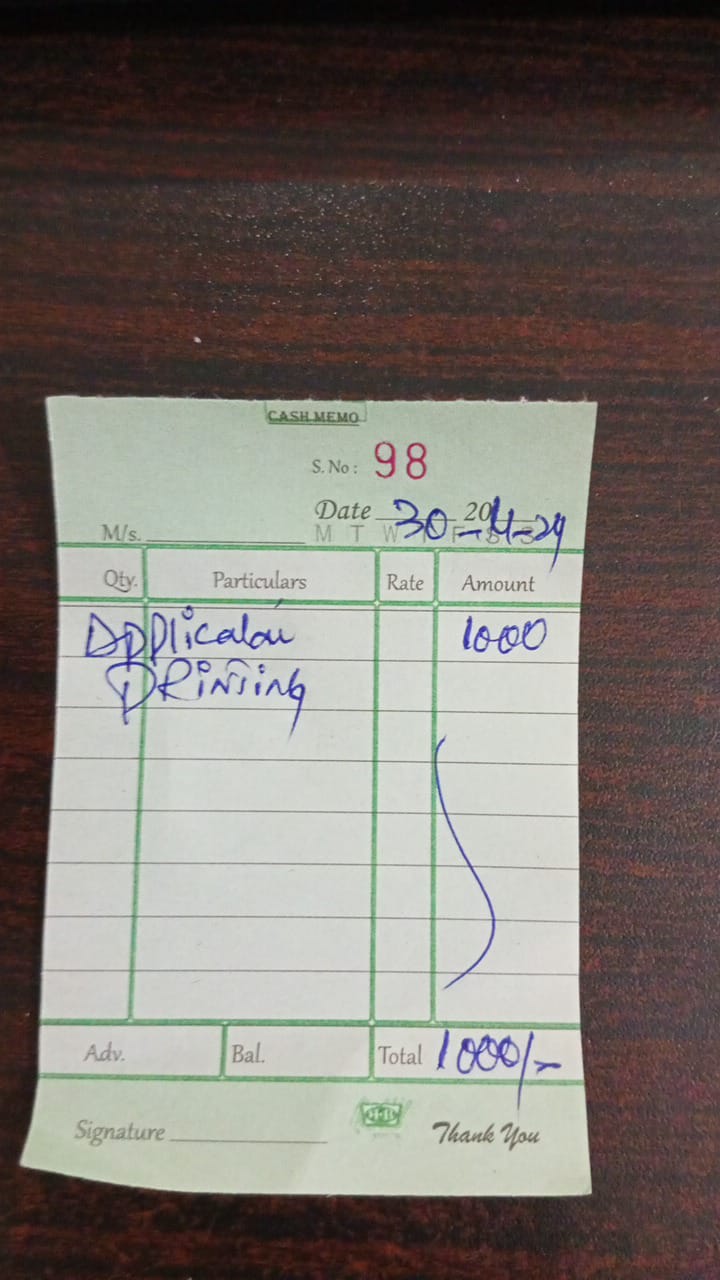 CASH MEMO
S. No : 98
Date 30-4-24 20
M/s. M T W F S S
Qty. Particulars Rate Amount
Application 1000
Printing
Adv. Bal. Total 1000/-
Signature Thank You